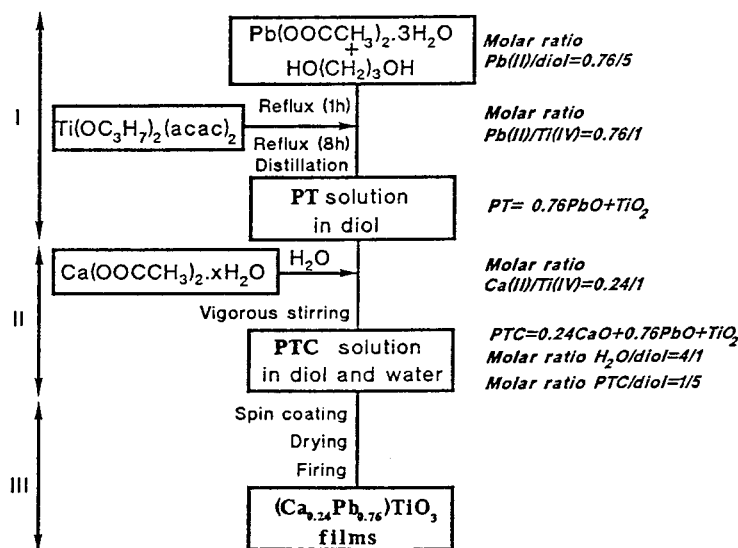 Pb(OOCCH₃)₂.3H₂O
+
HO(CH₂)₃OH
Molar ratio
Pb(II)/diol=0.76/5
I
Reflux (1h)
Ti(OC₃H₇)₂(acac)₂
Reflux (8h)
Distillation
Molar ratio
Pb(II)/Ti(IV)=0.76/1
PT solution
in diol
PT= 0.76PbO+TiO₂
II
Ca(OOCCH₃)₂.xH₂O
H₂O
Molar ratio
Ca(II)/Ti(IV)=0.24/1
Vigorous stirring
PTC solution
in diol and water
PTC=0.24CaO+0.76PbO+TiO₂
Molar ratio H₂O/diol=4/1
Molar ratio PTC/diol=1/5
III
Spin coating
Drying
Firing
(Ca₀.₂₄Pb₀.₇₆)TiO₃
films